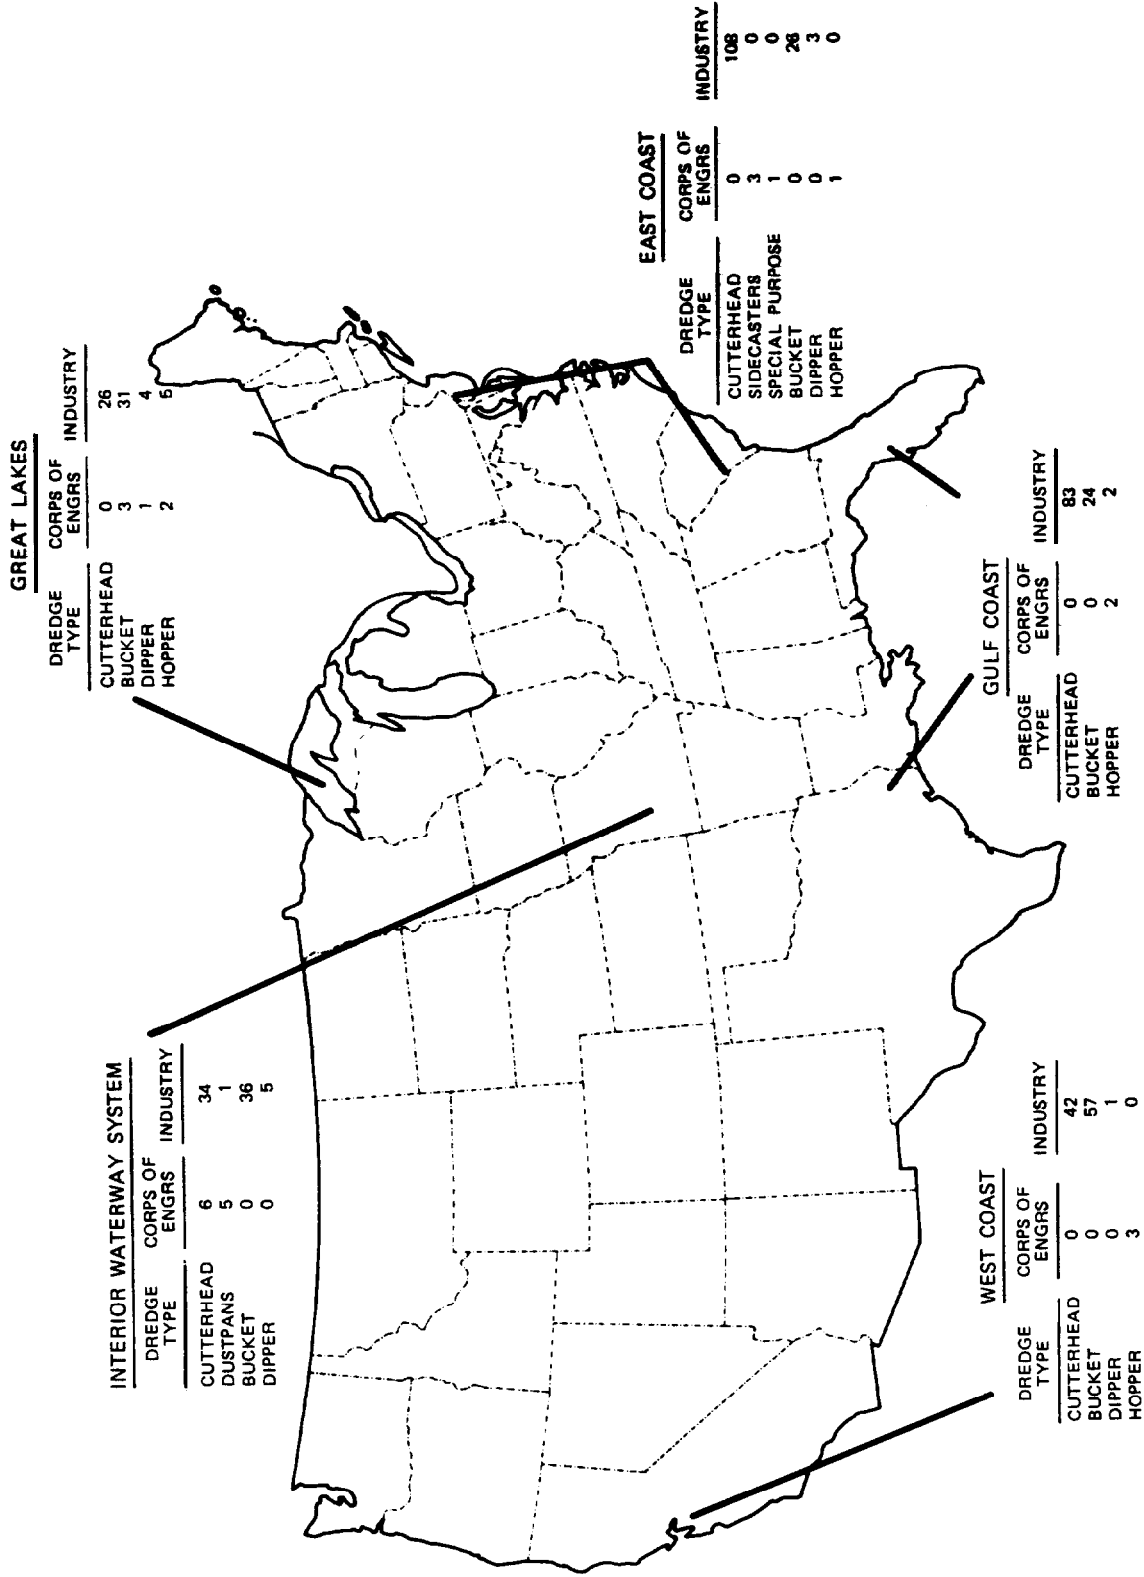 GREAT LAKES
DREDGE TYPE CORPS OF ENGRS INDUSTRY
CUTTERHEAD 0 26
BUCKET 3 31
DIPPER 1 4
HOPPER 2 5
INTERIOR WATERWAY SYSTEM
DREDGE TYPE CORPS OF ENGRS INDUSTRY
CUTTERHEAD 6 34
DUSTPANS 5 1
BUCKET 0 36
DIPPER 0 5
EAST COAST
DREDGE TYPE CORPS OF ENGRS INDUSTRY
CUTTERHEAD 0 108
SIDECASTERS 3 0
SPECIAL PURPOSE 1 0
BUCKET 0 26
DIPPER 0 3
HOPPER 1 0
WEST COAST
DREDGE TYPE CORPS OF ENGRS INDUSTRY
CUTTERHEAD 0 42
BUCKET 0 57
DIPPER 0 1
HOPPER 3 0
GULF COAST
DREDGE TYPE CORPS OF ENGRS INDUSTRY
CUTTERHEAD 0 83
BUCKET 0 24
HOPPER 2 2